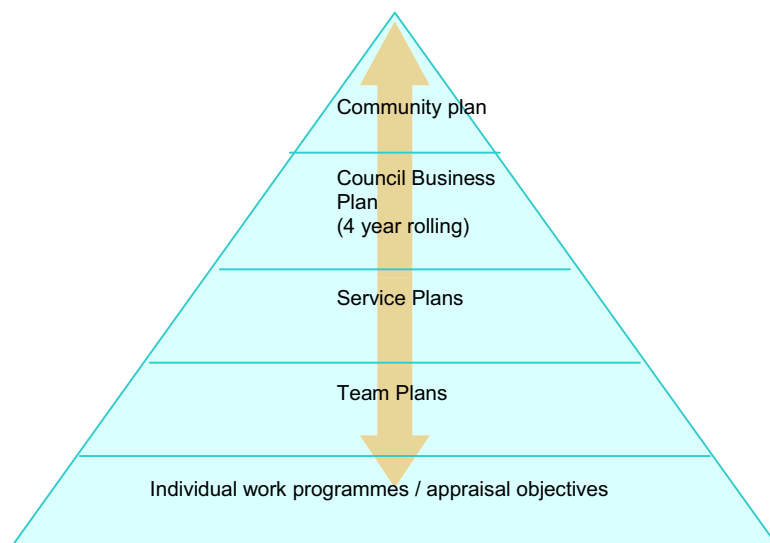 Community plan
Council Business
Plan
(4 year rolling)
Service Plans
Team Plans
Individual work programmes / appraisal objectives